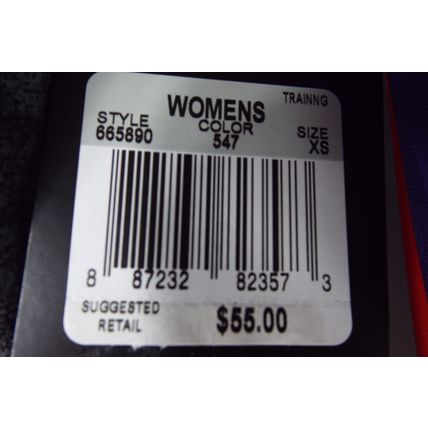 WOMENS TRAINNG
STYLE COLOR SIZE
665890 547 XS
8 87232 82357 3
SUGGESTED
RETAIL $55.00